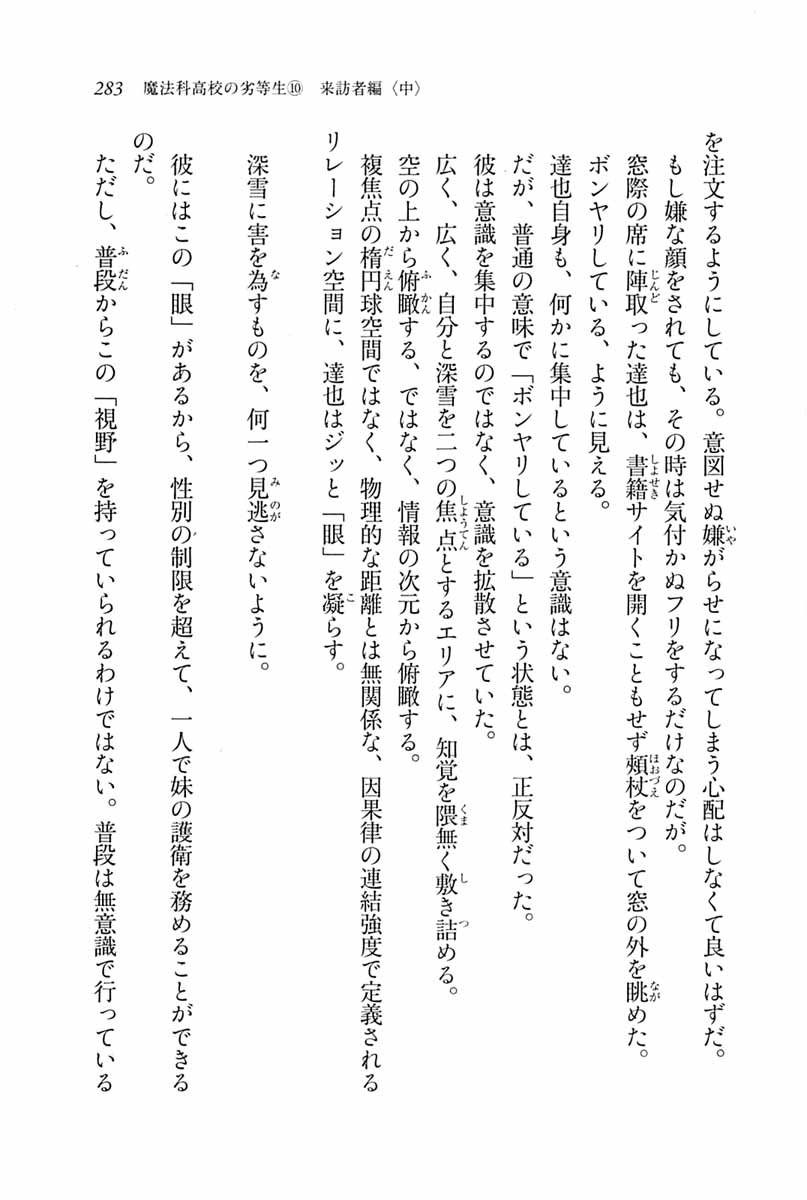 283　魔法科高校の劣等生⑩　来訪者編〈中〉
を注文するようにしている。意図せぬ嫌がらせになってしまう心配はしなくて良いはずだ。
もし嫌な顔をされても、その時は気付かぬフリをするだけなのだが。
窓際の席に陣取った達也は、書籍サイトを開くこともせず頰杖をついて窓の外を眺めた。
ボンヤリしている、ように見える。
達也自身も、何かに集中しているという意識はない。
だが、普通の意味で「ボンヤリしている」という状態とは、正反対だった。
彼は意識を集中するのではなく、意識を拡散させていた。
広く、広く、自分と深雪を二つの焦点とするエリアに、知覚を隈無く敷き詰める。
空の上から俯瞰する、ではなく、情報の次元から俯瞰する。
複焦点の楕円球空間ではなく、物理的な距離とは無関係な、因果律の連結強度で定義される
リレーション空間に、達也はジッと「眼」を凝らす。
深雪に害を為すものを、何一つ見逃さないように。
彼にはこの「眼」があるから、性別の制限を超えて、一人で妹の護衛を務めることができる
のだ。
ただし、普段からこの「視野」を持っていられるわけではない。普段は無意識で行っている